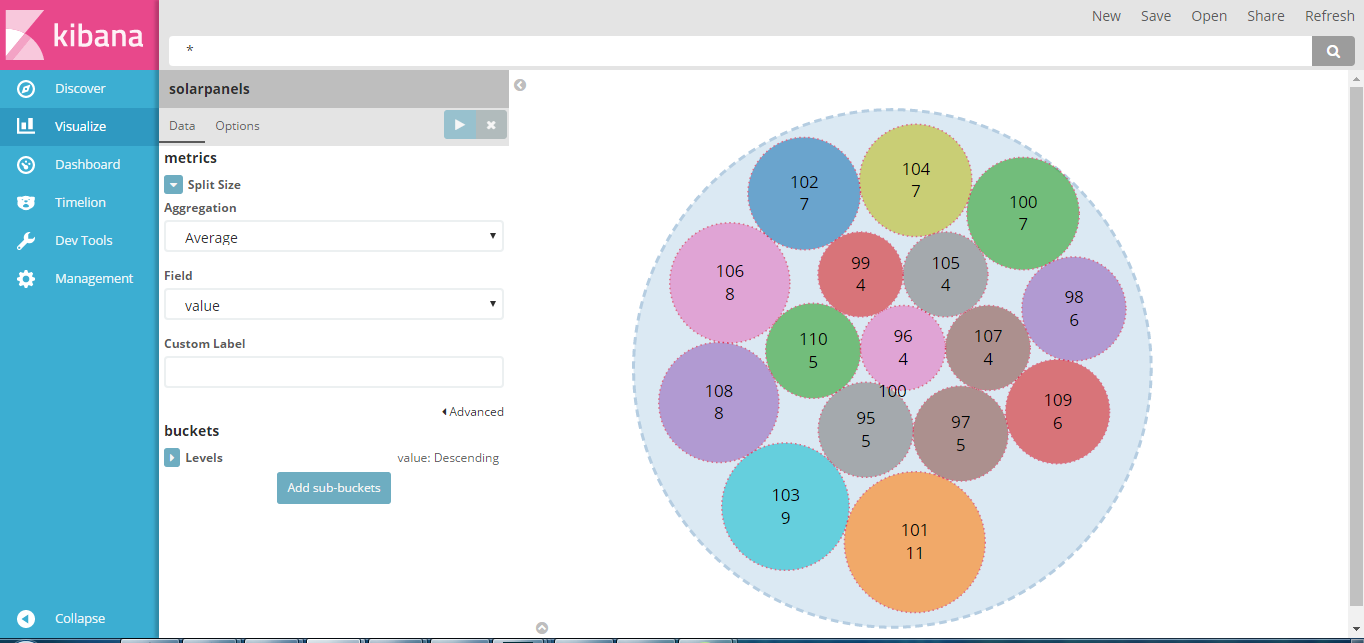 kibana
New Save Open Share Refresh
*
Discover
Visualize
Dashboard
Timelion
Dev Tools
Management
Collapse
solarpanels
Data Options
metrics
Split Size
Aggregation
Average
Field
value
Custom Label
Advanced
buckets
Levels value: Descending
Add sub-buckets
102
7
104
7
100
7
106
8
99
4
105
4
98
6
110
5
96
4
107
4
108
8
100
95
5
97
5
109
6
103
9
101
11